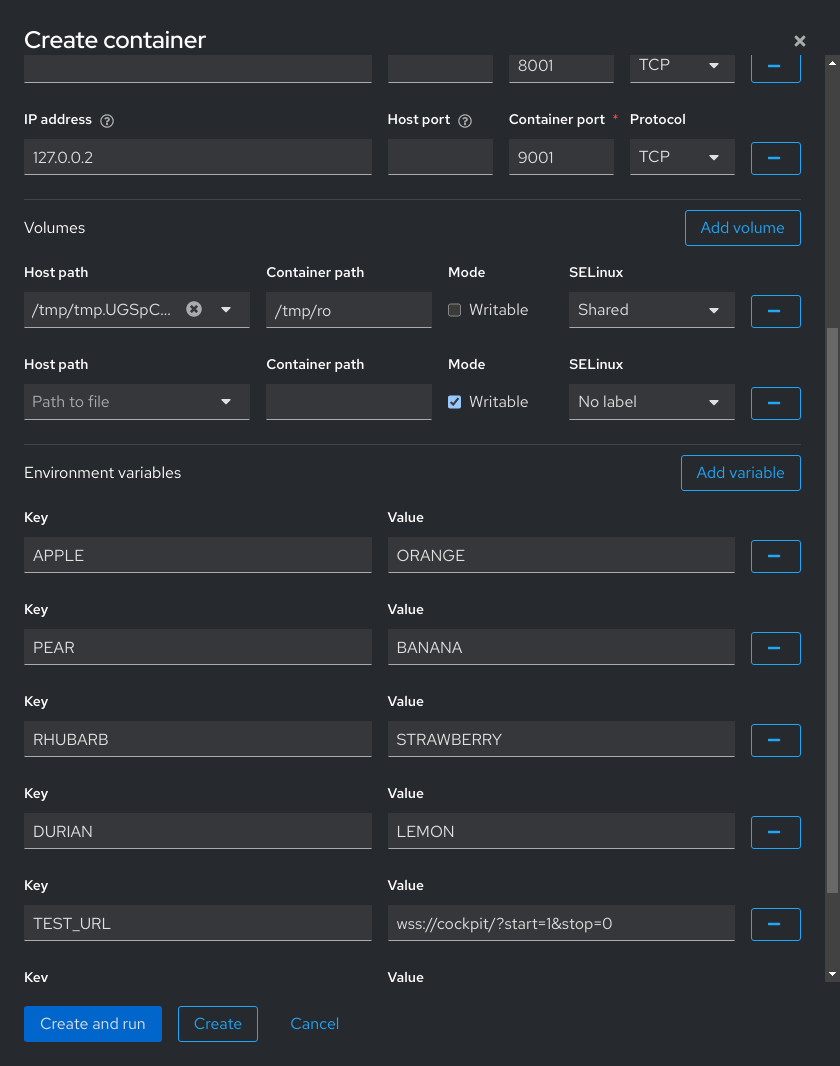 Create container
8001 TCP
IP address Host port Container port * Protocol
127.0.0.2 9001 TCP
Volumes Add volume
Host path Container path Mode SELinux
/tmp/tmp.UGSpC... /tmp/ro Writable Shared
Host path Container path Mode SELinux
Path to file Writable No label
Environment variables Add variable
Key Value
APPLE ORANGE
Key Value
PEAR BANANA
Key Value
RHUBARB STRAWBERRY
Key Value
DURIAN LEMON
Key Value
TEST_URL wss://cockpit/?start=1&stop=0
Key Value
Create and run Create Cancel